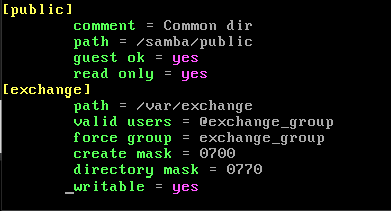 [public]
comment = Common dir
path = /samba/public
guest ok = yes
read only = yes
[exchange]
path = /var/exchange
valid users = @exchange_group
force group = exchange_group
create mask = 0700
directory mask = 0770
writable = yes